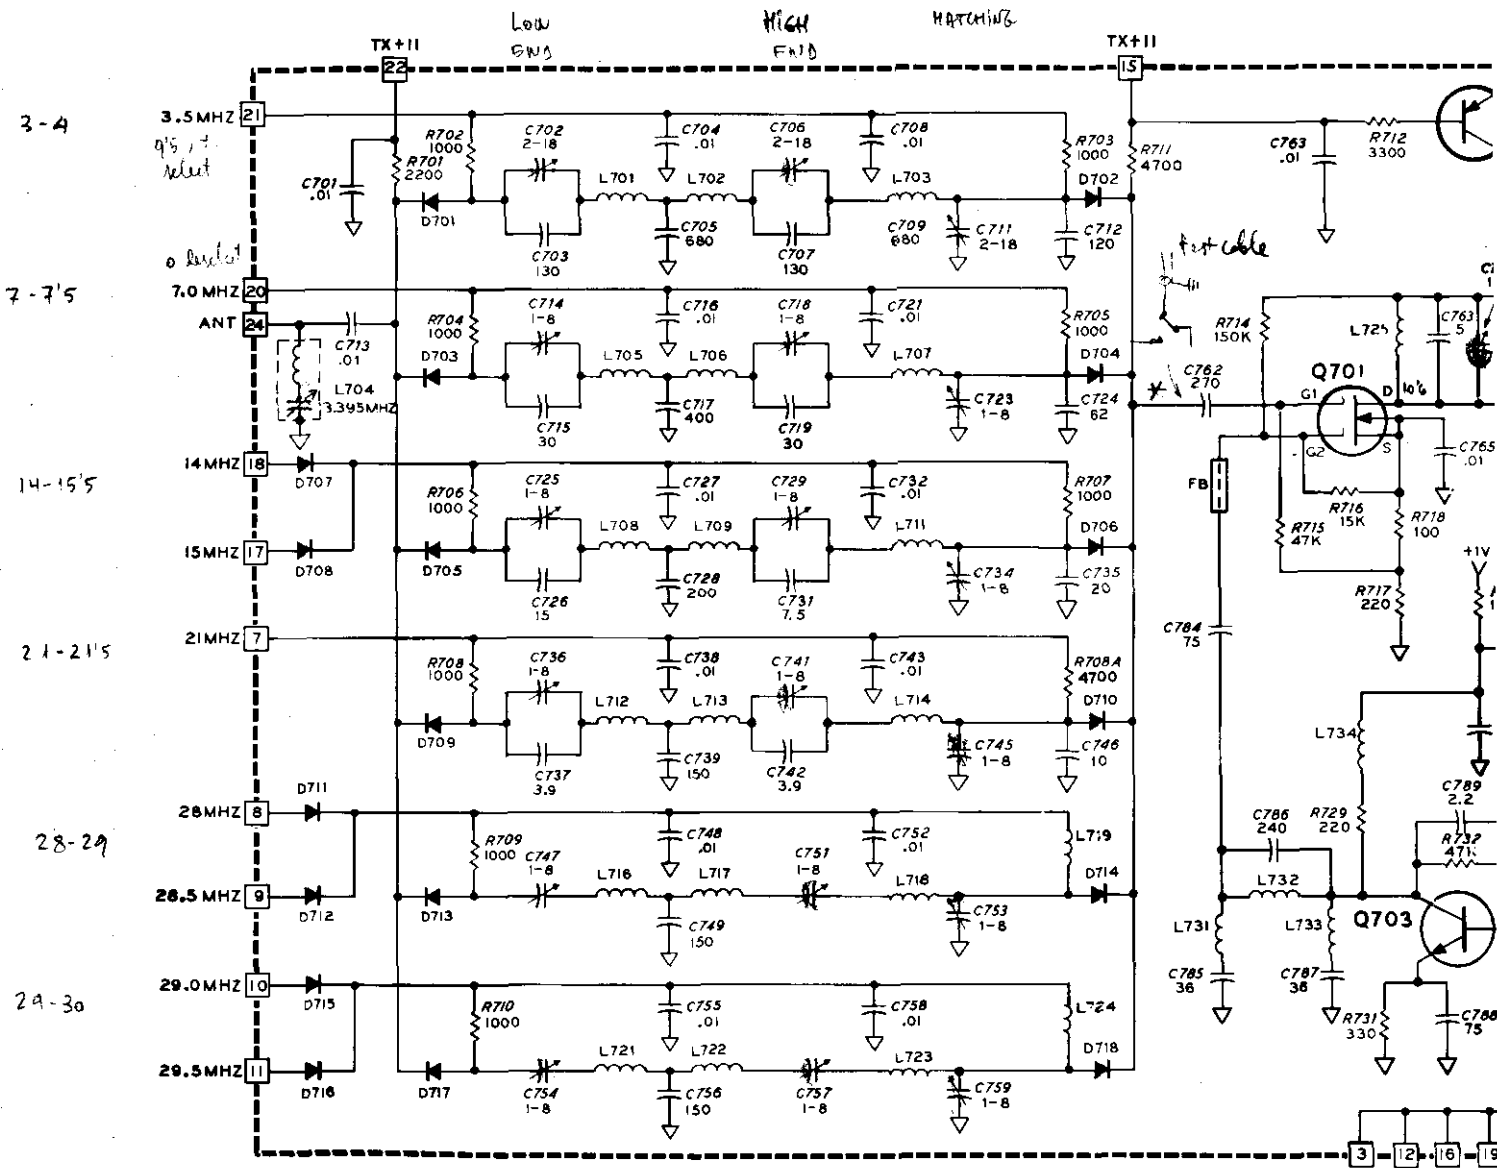 LOW
END
HIGH
END
MATCHING
TX+11
22
TX+11
15
3-4
3.5MHZ 21
select
R702
1000
R701
2200
C701
.01
D701
C702
2-18
C703
130
L701
C704
.01
C705
680
L702
C706
2-18
C707
130
C708
.01
L703
C709
680
C711
2-18
R703
1000
D702
C712
120
R711
4700
C763
.01
R712
3300
7-7'5
7.0MHZ 20
ANT 24
C713
.01
L704
3.395MHZ
R704
1000
D703
C714
1-8
C715
30
L705
C716
.01
C717
400
L706
C718
1-8
C719
30
C721
.01
L707
C723
1-8
R705
1000
D704
C724
62
test cable
C762
270
R714
150K
Q701
G1
G2
D
S
10'6
L725
C763
5
C765
.01
FB
R716
15K
R715
47K
R718
100
R717
220
+1V
14-15'5
14MHZ 18
D707
15MHZ 17
D708
R706
1000
D705
C725
1-8
C726
15
L708
C727
.01
C728
200
L709
C729
1-8
C731
7.5
C732
.01
L711
C734
1-8
R707
1000
D706
C735
20
21-21'5
21MHZ 7
R708
1000
D709
C736
1-8
C737
3.9
L712
C738
.01
C739
150
L713
C741
1-8
C742
3.9
C743
.01
L714
C745
1-8
R708A
4700
D710
C746
10
C784
75
L734
R729
220
C789
2.2
R732
47K
28-29
28MHZ 8
D711
28.5MHZ 9
D712
R709
1000
D713
C747
1-8
L716
C748
.01
C749
150
L717
C751
1-8
C752
.01
L718
C753
1-8
L719
D714
C786
240
L732
L731
C785
36
L733
C787
36
Q703
R731
330
C788
75
29-30
29.0MHZ 10
D715
29.5MHZ 11
D716
R710
1000
D717
C754
1-8
L721
C755
.01
C756
150
L722
C757
1-8
C758
.01
L723
C759
1-8
L724
D718
3
12
16
19